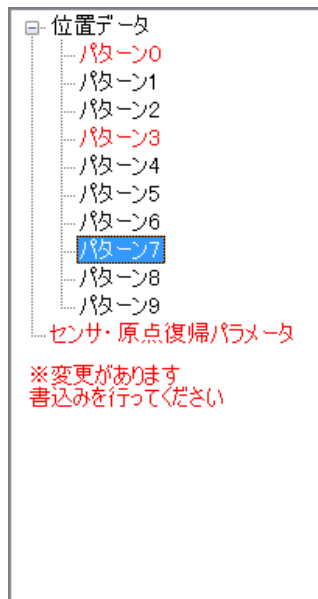 位置データ
パターン0
パターン1
パターン2
パターン3
パターン4
パターン5
パターン6
パターン7
パターン8
パターン9
センサ・原点復帰パラメータ
※変更があります
書込みを行ってください